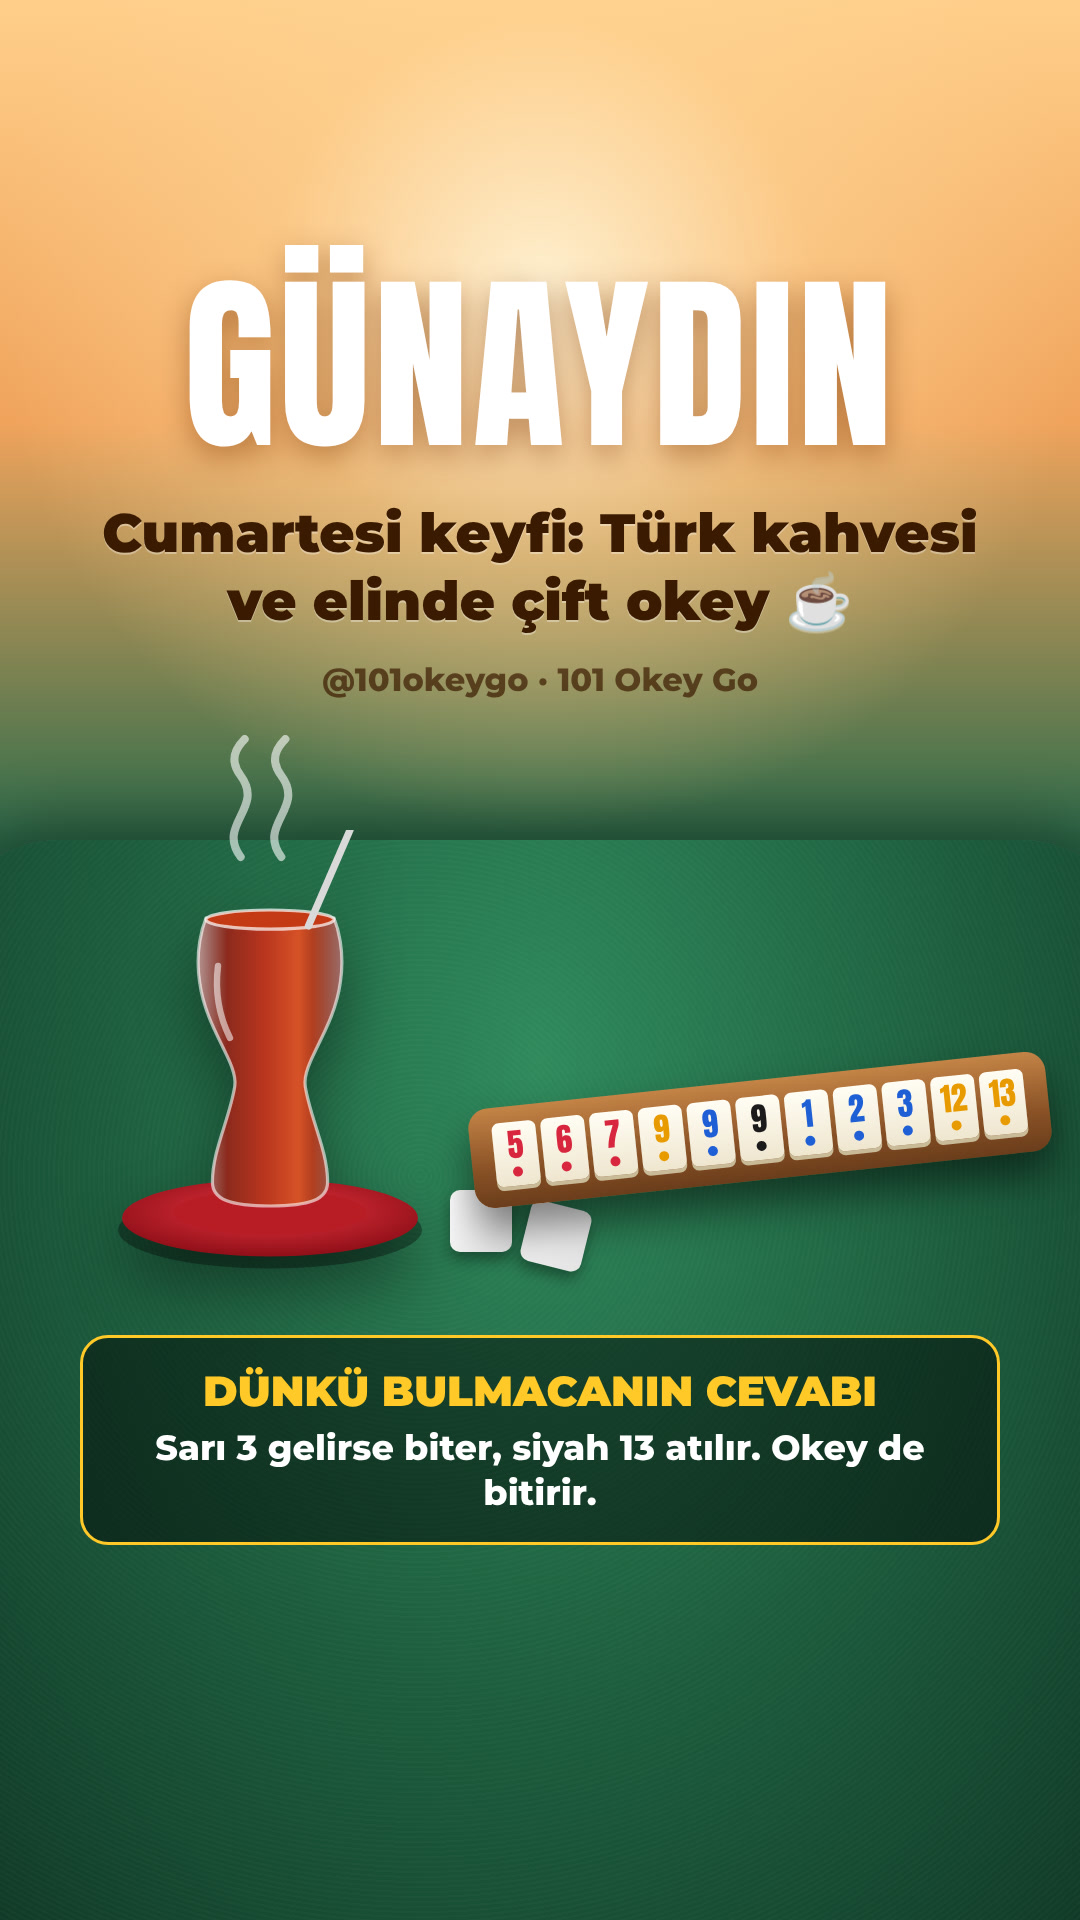 GÜNAYDIN
Cumartesi keyfi: Türk kahvesi
ve elinde çift okey ☕
@101okeygo • 101 Okey Go
5 6 7 9 9 9 1 2 3 12 13
DÜNKÜ BULMACANIN CEVABI
Sarı 3 gelirse biter, siyah 13 atılır. Okey de
bitirir.